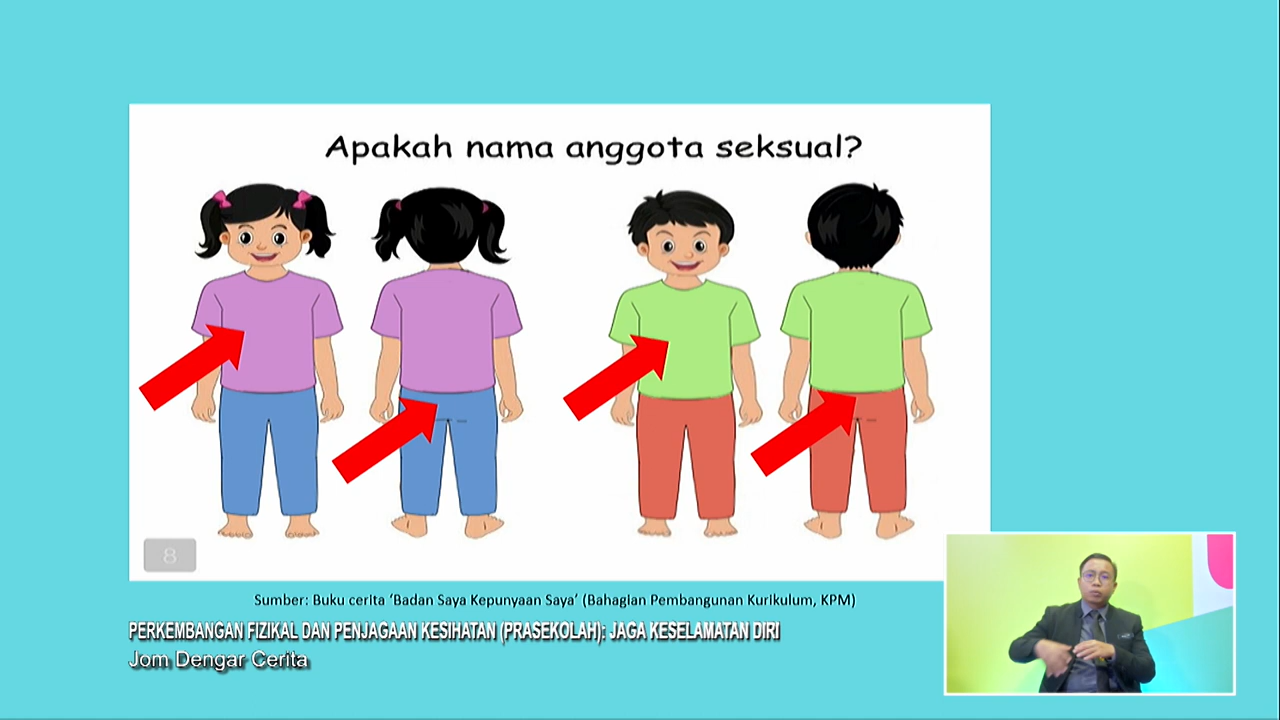 Apakah nama anggota seksual?
8
Sumber: Buku cerita ‘Badan Saya Kepunyaan Saya’ (Bahagian Pembangunan Kurikulum, KPM)
PERKEMBANGAN FIZIKAL DAN PENJAGAAN KESIHATAN (PRASEKOLAH); JAGA KESELAMATAN DIRI
Jom Dengar Cerita